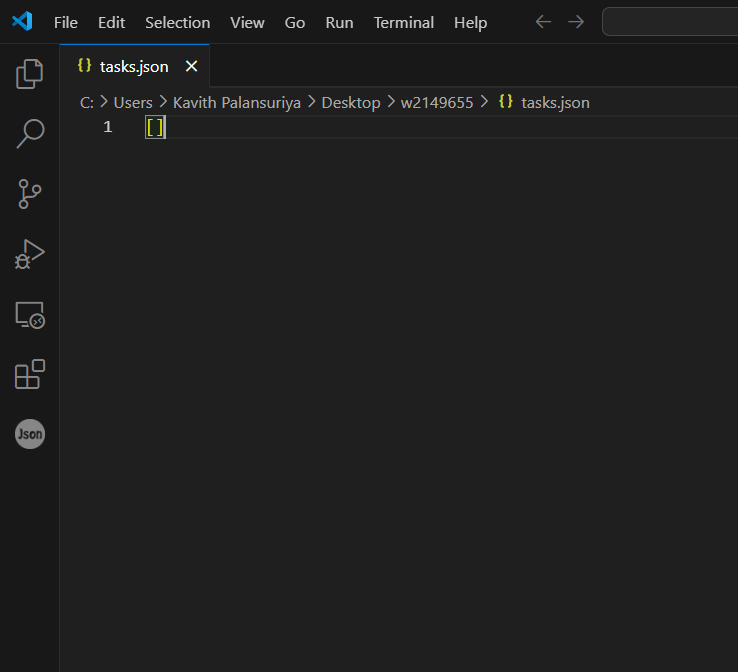 File Edit Selection View Go Run Terminal Help
{} tasks.json
C: > Users > Kavith Palansuriya > Desktop > w2149655 > {} tasks.json
1 []
Json